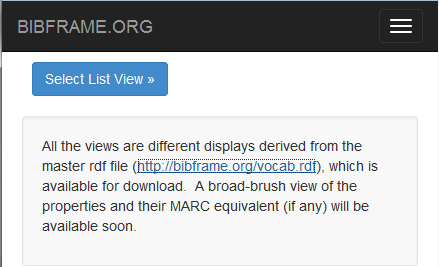 BIBFRAME.ORG
Select List View »
All the views are different displays derived from the
master rdf file (http://bibframe.org/vocab.rdf), which is
available for download.  A broad-brush view of the
properties and their MARC equivalent (if any) will be
available soon.